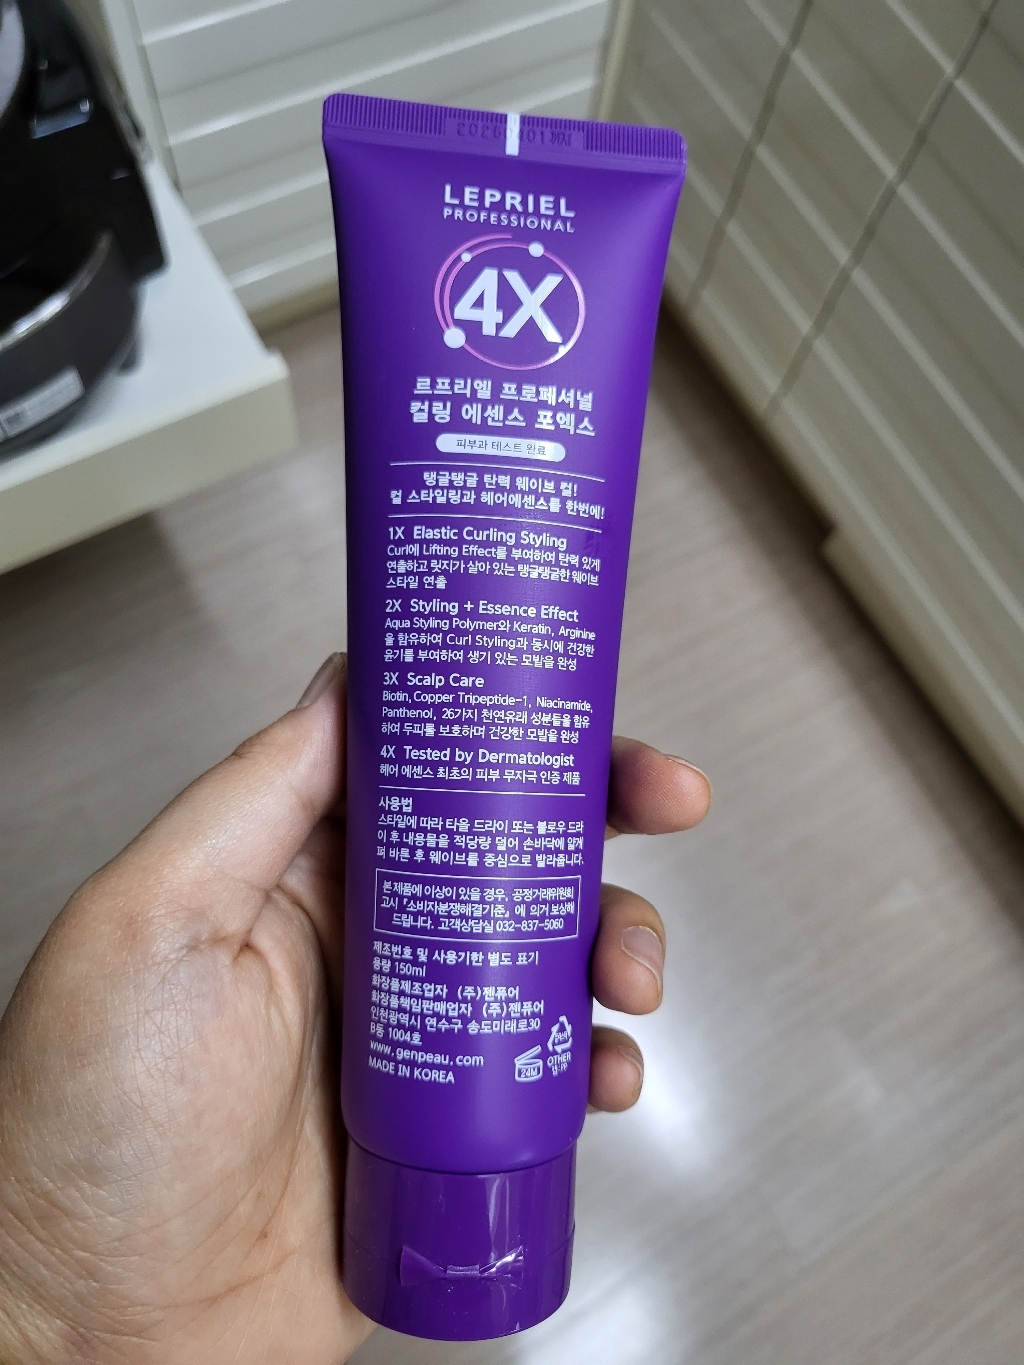 LEPRIEL
PROFESSIONAL
4X
르프리엘 프로페셔널
컬링 에센스 포엑스
피부과 테스트 완료
탱글탱글 탄력 웨이브 컬!
컬 스타일링과 헤어에센스를 한번에!
1X Elastic Curling Styling
Curl에 Lifting Effect를 부여하여 탄력 있게
연출하고 릿지가 살아 있는 탱글탱글한 웨이브
스타일 연출
2X Styling + Essence Effect
Aqua Styling Polymer와 Keratin, Arginine
을 함유하여 Curl Styling과 동시에 건강한
윤기를 부여하여 생기 있는 모발을 완성
3X Scalp Care
Biotin, Copper Tripeptide-1, Niacinamide,
Panthenol, 26가지 천연유래 성분들을 함유
하여 두피를 보호하며 건강한 모발을 완성
4X Tested by Dermatologist
헤어 에센스 최초의 피부 무자극 인증 제품
사용법
스타일에 따라 타올 드라이 또는 블로우 드라
이 후 내용물을 적당량 덜어 손바닥에 얇게
펴 바른 후 웨이브를 중심으로 발라줍니다.
본 제품에 이상이 있을 경우, 공정거래위원회
고시 『소비자분쟁해결기준』에 의거 보상해
드립니다. 고객상담실 032-837-5060
제조번호 및 사용기한 별도 표기
용량 150ml
화장품제조업자 (주)젠퓨어
화장품책임판매업자 (주)젠퓨어
인천광역시 연수구 송도미래로30
B동 1004호
www.genpeau.com
MADE IN KOREA
24M
OTHER